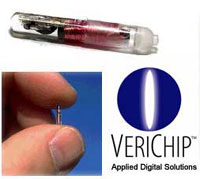 VERICHIP™
Applied Digital Solutions